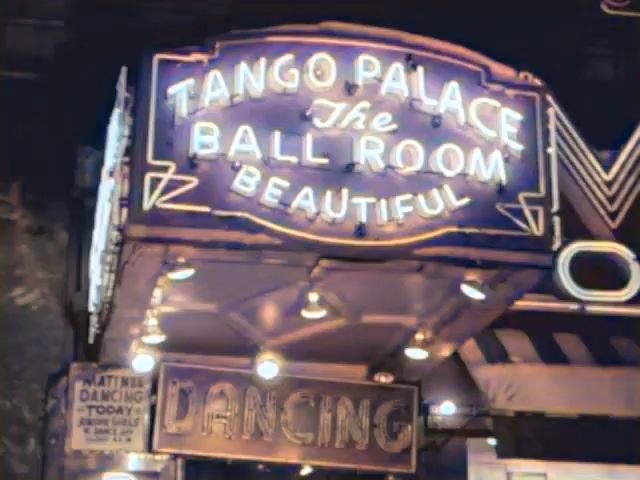 TANGO PALACE
The
BALL ROOM
BEAUTIFUL
DANCING
MATINEE
DANCING
TODAY